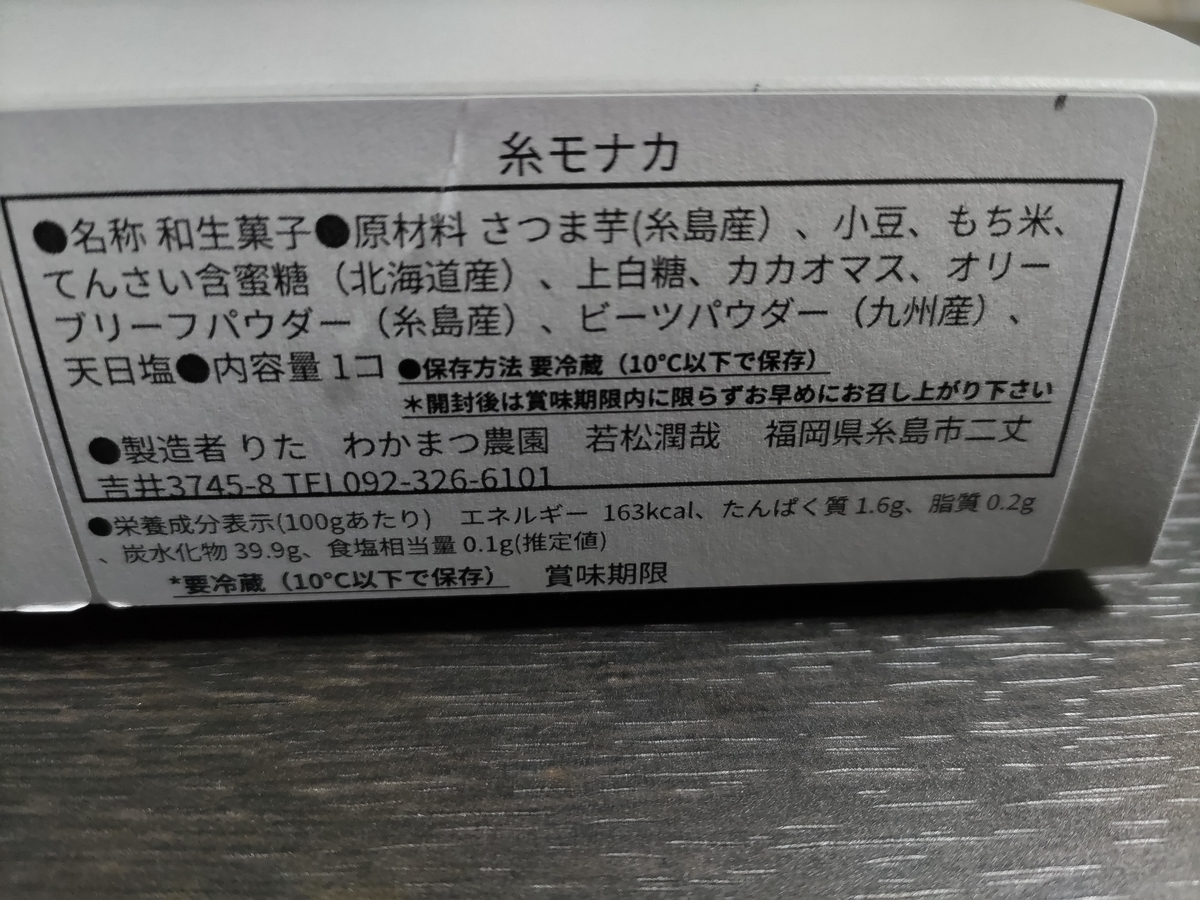 糸モナカ
●名称 和生菓子●原材料 さつま芋(糸島産）、小豆、もち米、
てんさい含蜜糖（北海道産）、上白糖、カカオマス、オリー
ブリーフパウダー（糸島産）、ビーツパウダー（九州産）、
天日塩●内容量 1コ ●保存方法 要冷蔵（10℃以下で保存）
＊開封後は賞味期限内に限らずお早めにお召し上がり下さい
●製造者 りた　わかまつ農園　若松潤哉　福岡県糸島市二丈
吉井3745-8 TEL092-326-6101
●栄養成分表示(100gあたり)　エネルギー 163kcal、たんぱく質 1.6g、脂質 0.2g
、炭水化物 39.9g、食塩相当量 0.1g(推定値)
*要冷蔵（10℃以下で保存）　賞味期限